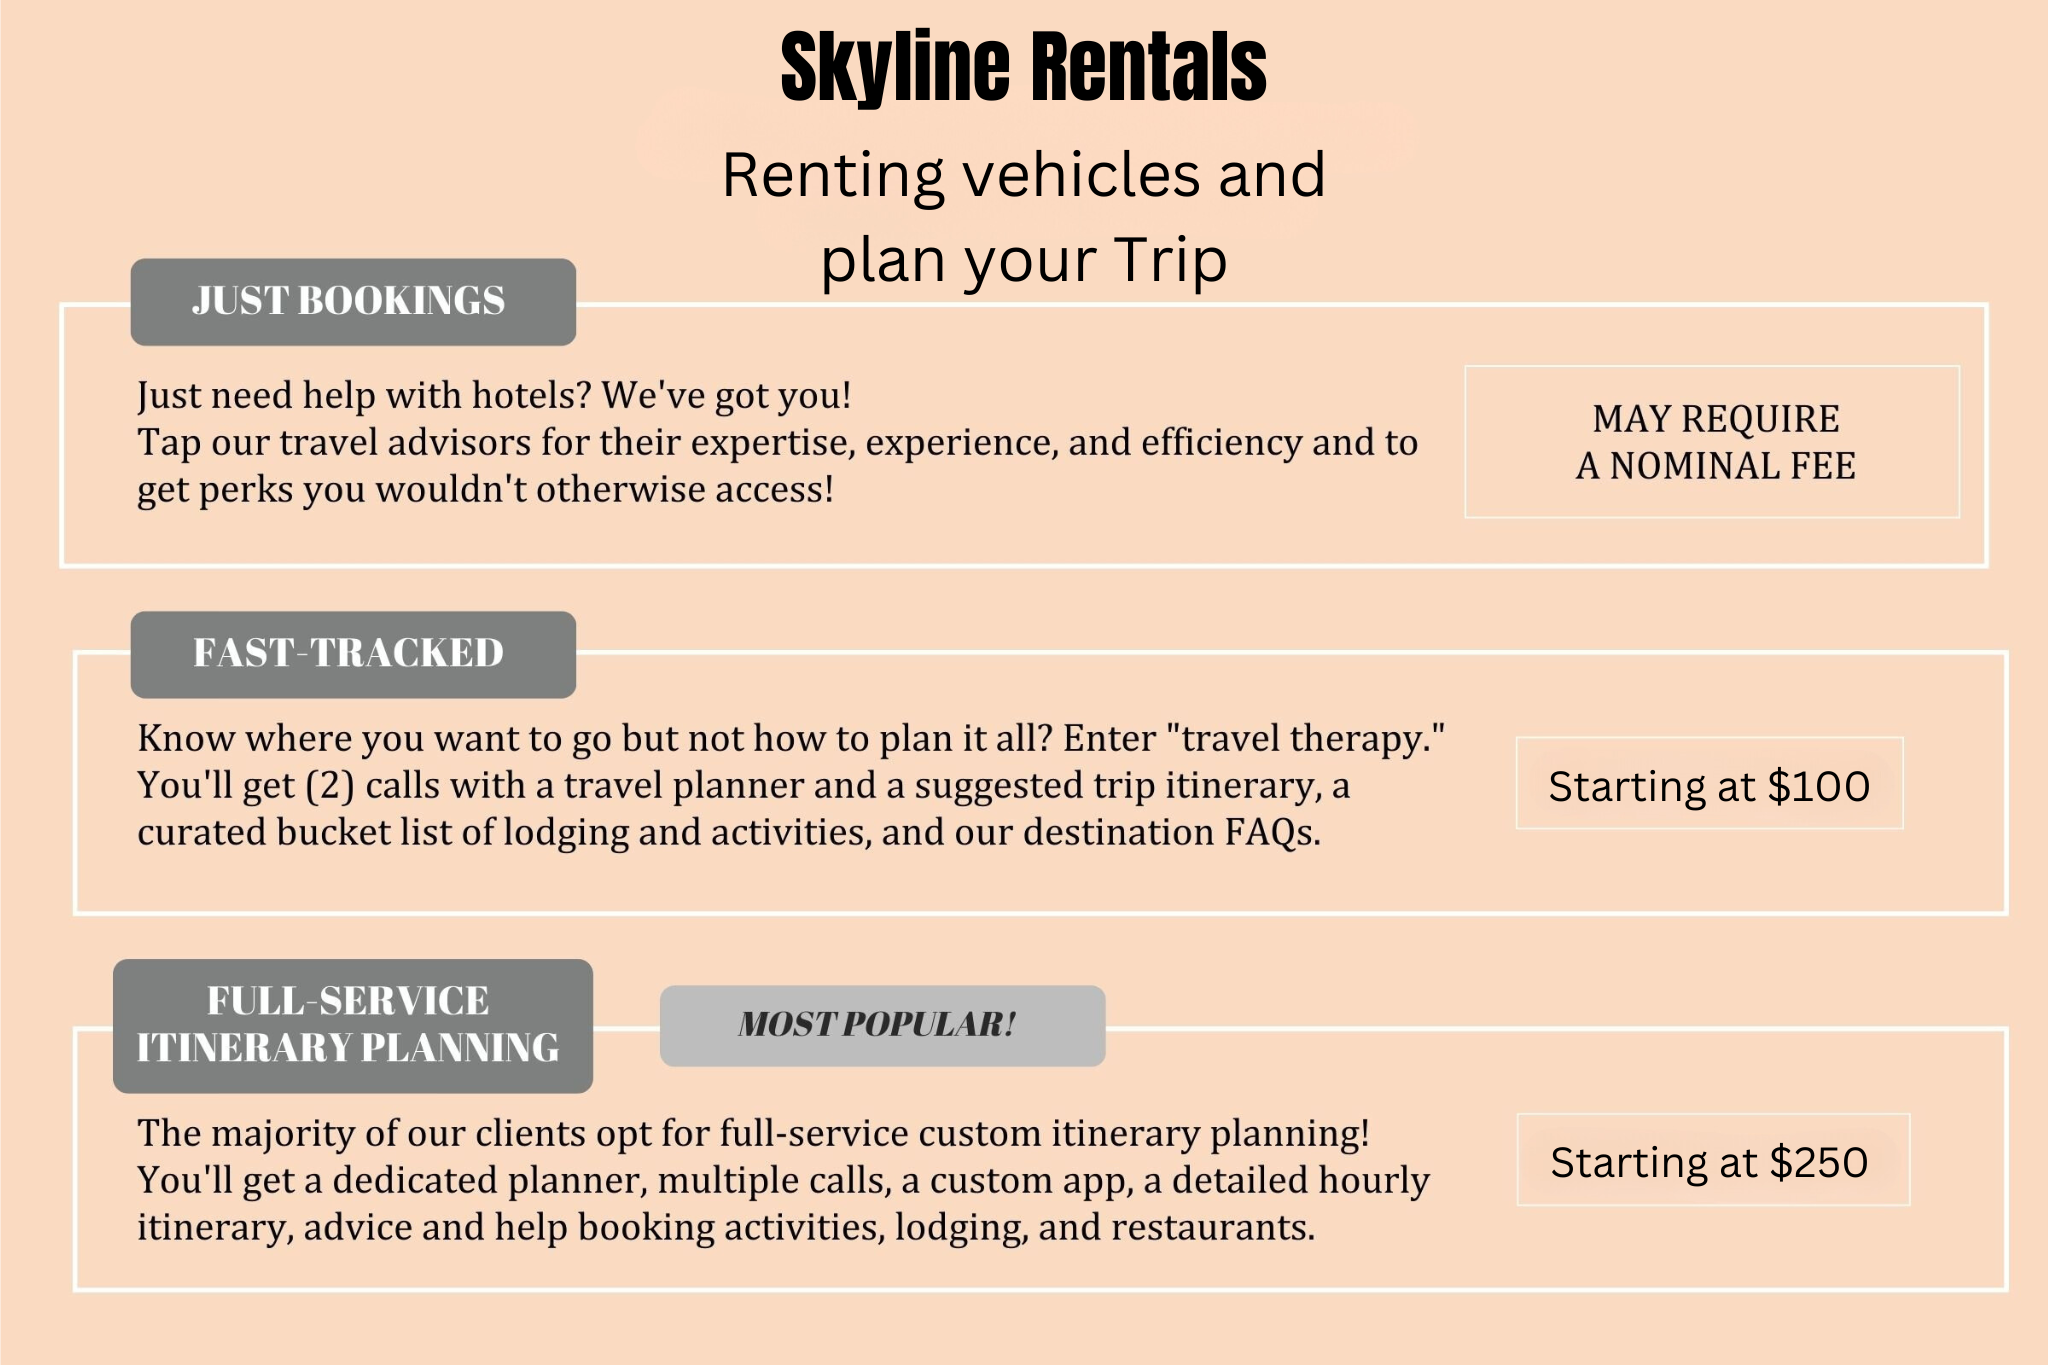 Skyline Rentals
Renting vehicles and
plan your Trip
JUST BOOKINGS
Just need help with hotels? We've got you!
Tap our travel advisors for their expertise, experience, and efficiency and to
get perks you wouldn't otherwise access!
MAY REQUIRE
A NOMINAL FEE
FAST-TRACKED
Know where you want to go but not how to plan it all? Enter "travel therapy."
You'll get (2) calls with a travel planner and a suggested trip itinerary, a
curated bucket list of lodging and activities, and our destination FAQs.
Starting at $100
FULL-SERVICE
ITINERARY PLANNING
MOST POPULAR!
The majority of our clients opt for full-service custom itinerary planning!
You'll get a dedicated planner, multiple calls, a custom app, a detailed hourly
itinerary, advice and help booking activities, lodging, and restaurants.
Starting at $250